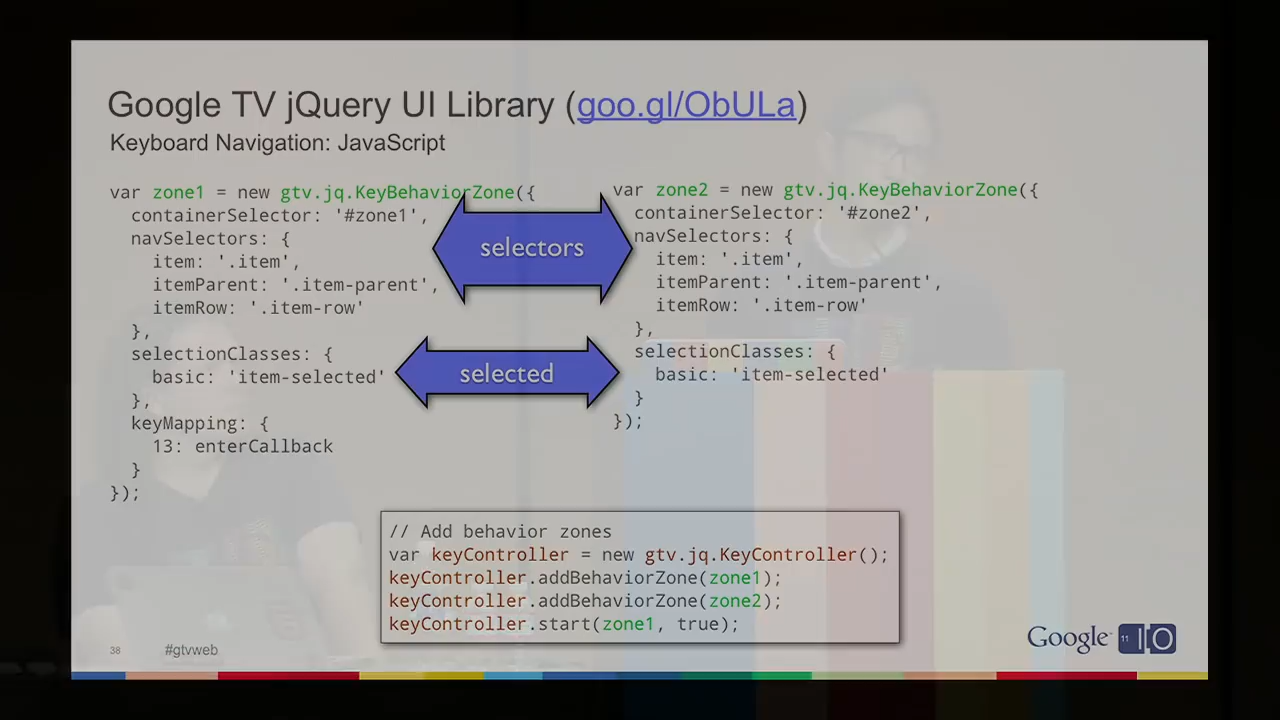 Google TV jQuery UI Library (goo.gl/ObULa)
Keyboard Navigation: JavaScript
var zone1 = new gtv.jq.KeyBehaviorZone({
containerSelector: '#zone1',
navSelectors: {
item: '.item',
itemParent: '.item-parent',
itemRow: '.item-row'
},
selectionClasses: {
basic: 'item-selected'
},
keyMapping: {
13: enterCallback
}
});
selectors
selected
var zone2 = new gtv.jq.KeyBehaviorZone({
containerSelector: '#zone2',
navSelectors: {
item: '.item',
itemParent: '.item-parent',
itemRow: '.item-row'
},
selectionClasses: {
basic: 'item-selected'
}
});
// Add behavior zones
var keyController = new gtv.jq.KeyController();
keyController.addBehaviorZone(zone1);
keyController.addBehaviorZone(zone2);
keyController.start(zone1, true);
38 #gtvweb
Google 11 IO